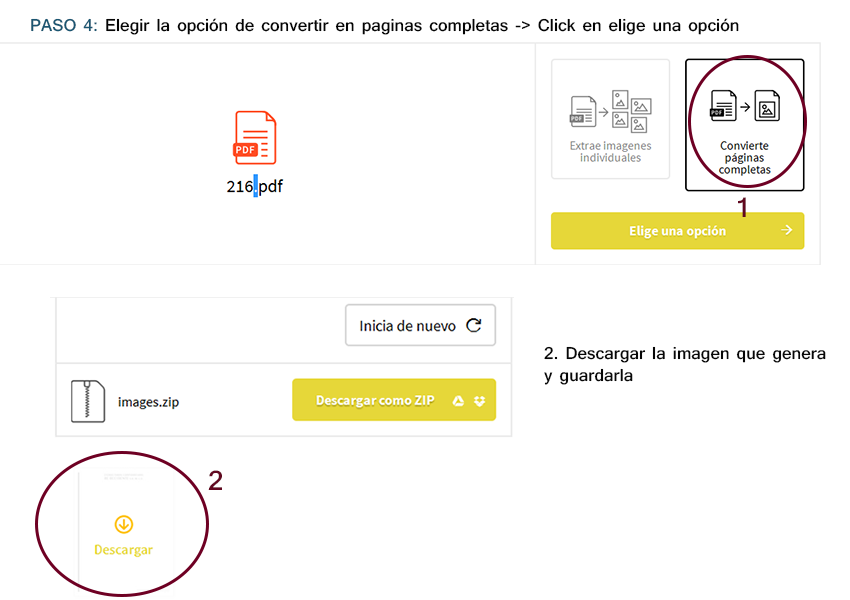 PASO 4: Elegir la opción de convertir en paginas completas -> Click en elige una opción
PDF
216.pdf
PDF
Extrae imagenes
individuales
PDF
Convierte
páginas
completas
1
Elige una opción
Inicia de nuevo
images.zip
Descargar como ZIP
2. Descargar la imagen que genera
y guardarla
2
Descargar